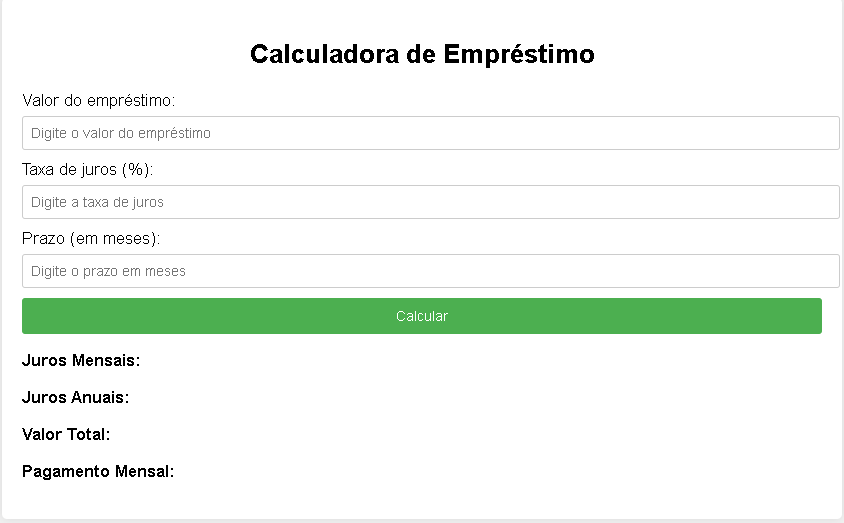 Calculadora de Empréstimo
Valor do empréstimo:
Digite o valor do empréstimo
Taxa de juros (%):
Digite a taxa de juros
Prazo (em meses):
Digite o prazo em meses
Calcular
Juros Mensais:
Juros Anuais:
Valor Total:
Pagamento Mensal: